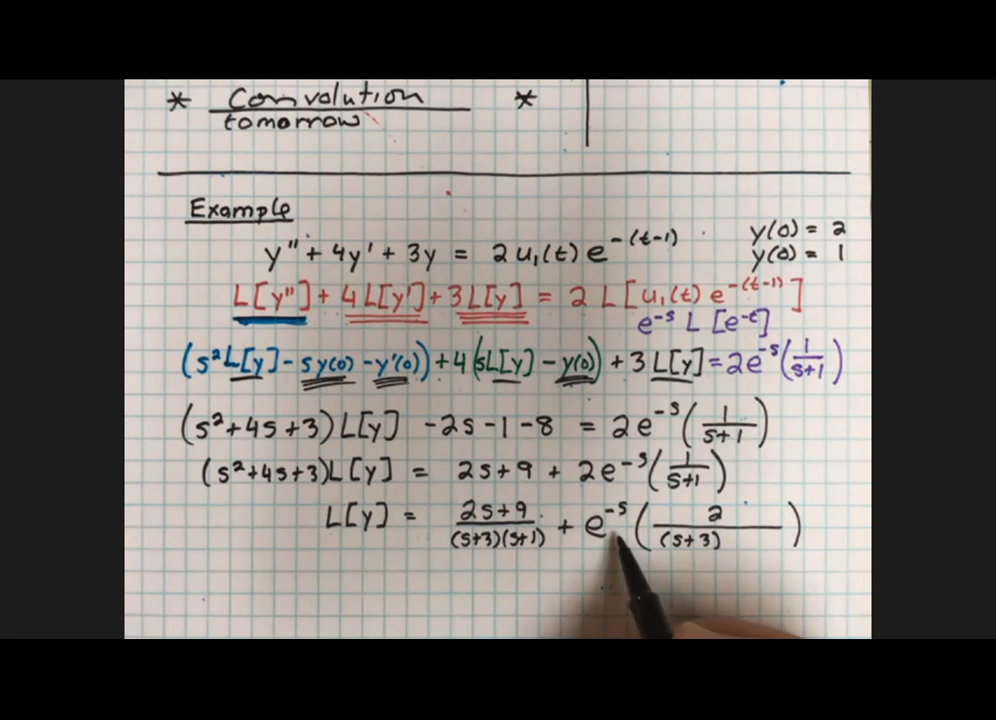 * Convolution *
tomorrow
Example
y" + 4y' + 3y = 2u₁(t)e^-(t-1) y(0) = 2
y(0) = 1
L[y"] + 4L[y'] + 3L[y] = 2 L[u₁(t) e^-(t-1)]
e^-s L[e^-t]
(s²L[y] - sy(0) - y'(0)) + 4(sL[y] - y(0)) + 3L[y] = 2e^-s(1/(s+1))
(s²+4s+3)L[y] -2s-1-8 = 2e^-s(1/(s+1))
(s²+4s+3)L[y] = 2s+9 + 2e^-s(1/(s+1))
L[y] = (2s+9)/((s+3)(s+1)) + e^-s(2/(s+3))